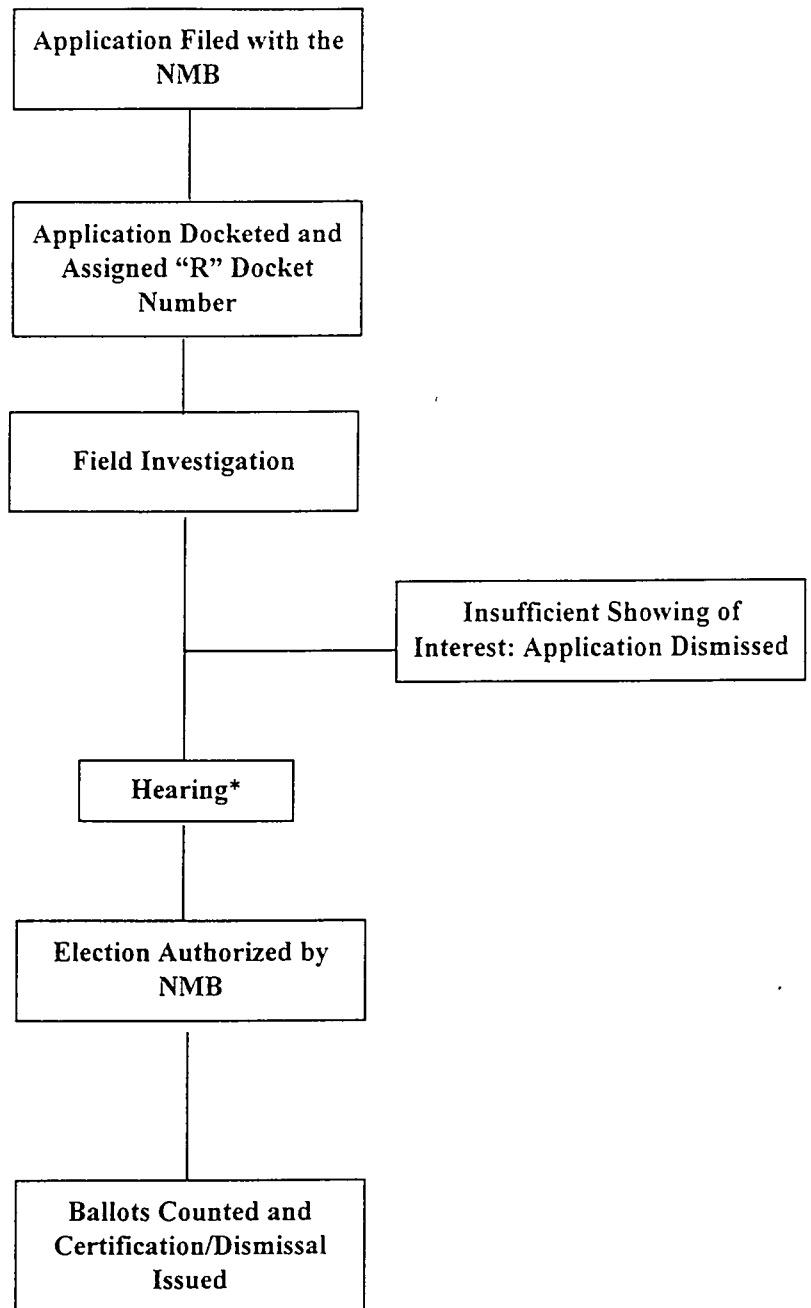 Application Filed with the
NMB
Application Docketed and
Assigned “R” Docket
Number
Field Investigation
Insufficient Showing of
Interest: Application Dismissed
Hearing*
Election Authorized by
NMB
Ballots Counted and
Certification/Dismissal
Issued